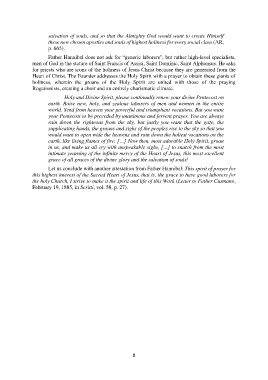 salvation of souls, and so that the Almighty God would want to create Himself
these new chosen apostles and souls of highest holiness for every social class (AR,
p. 665).
Father Hannibal does not ask for "generic laborers", but rather high-level specialists,
men of God in the stature of Saint Francis of Assisi, Saint Dominic, Saint Alphonsus. He asks
for priests who are icons of the holiness of Jesus Christ because they are generated from the
Heart of Christ. The Founder addresses the Holy Spirit with a prayer to obtain these giants of
holiness, wherein the groans of the Holy Spirit are united with those of the praying
Rogationists, creating a choir and an entirely charismatic climax.
Holy and Divine Spirit, please continually renew your divine Pentecost on
earth. Raise new, holy, and zealous laborers of men and women in the entire
world. Send from heaven your powerful and triumphant vocations. But you want
your Pentecost to be preceded by unanimous and fervent prayers. You are always
rain down the righteous from the sky, but justly you want that the gaze, the
supplicating hands, the groans and sighs of the peoples rise to the sky so that you
would to open wide the heavens and rain down the holiest vocations on the
earth, like living flames of fire. [...] Now then, most adorable Holy Spirit, groan
in us, and make us all cry with unspeakable sighs, [...] to snatch from the most
intimate yearning of the infinite mercy of the Heart of Jesus, this most excellent
grace of all graces of the divine glory and the salvation of souls!
Let us conclude with another attestation from Father Hannibal: This spirit of prayer for
this highest interest of the Sacred Heart of Jesus, that is, the grace to have good laborers for
the holy Church, I strive to make it the spirit and life of this Work (Letter to Father Cusmano,
February 19, 1885, in Scritti, vol. 58, p. 27).
8